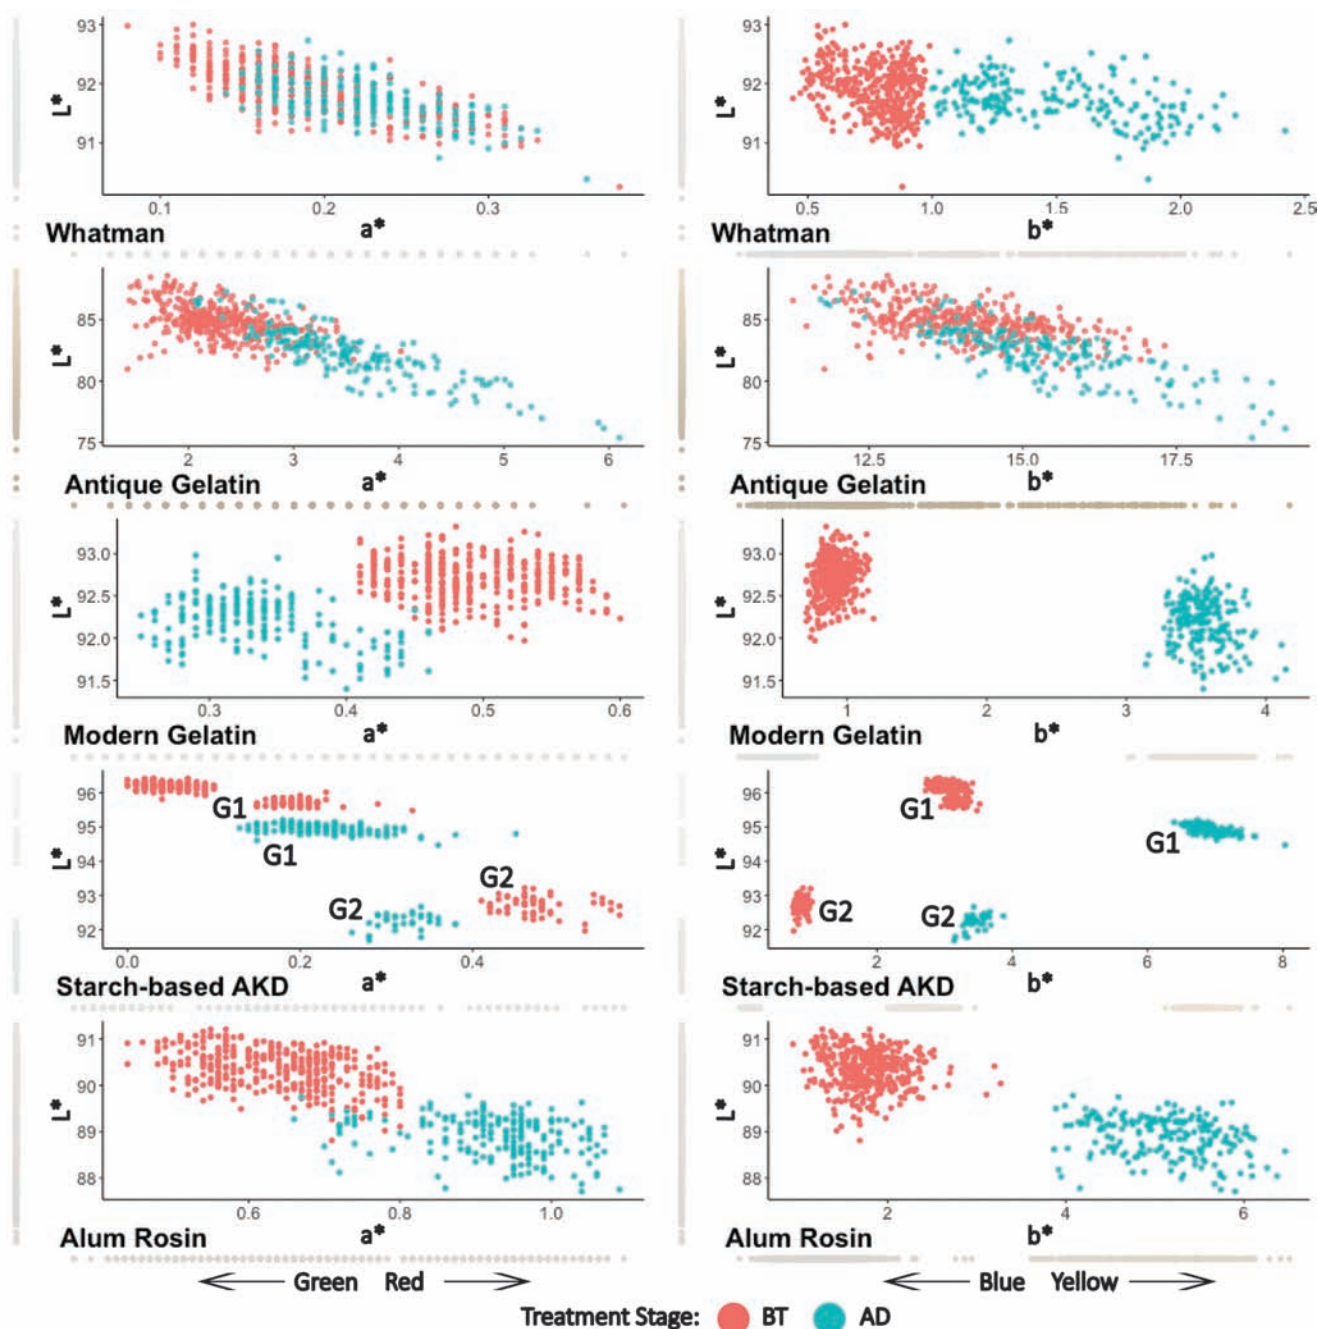 93
92
91
L*
0.1 0.2 0.3
Whatman a*
93
92
91
L*
0.5 1.0 1.5 2.0 2.5
Whatman b*
85
80
75
L*
2 3 4 5 6
Antique Gelatin a*
85
80
75
L*
12.5 15.0 17.5
Antique Gelatin b*
93.0
92.5
92.0
91.5
L*
0.3 0.4 0.5 0.6
Modern Gelatin a*
93.0
92.5
92.0
91.5
L*
1 2 3 4
Modern Gelatin b*
96
95
94
93
92
L*
G1
G1
G2
G2
0.0 0.2 0.4
Starch-based AKD a*
96
95
94
93
92
L*
G1
G1
G2
G2
2 4 6 8
Starch-based AKD b*
91
90
89
88
L*
0.6 0.8 1.0
Alum Rosin a*
91
90
89
88
L*
2 4 6
Alum Rosin b*
Green Red
Blue Yellow
Treatment Stage: BT AD